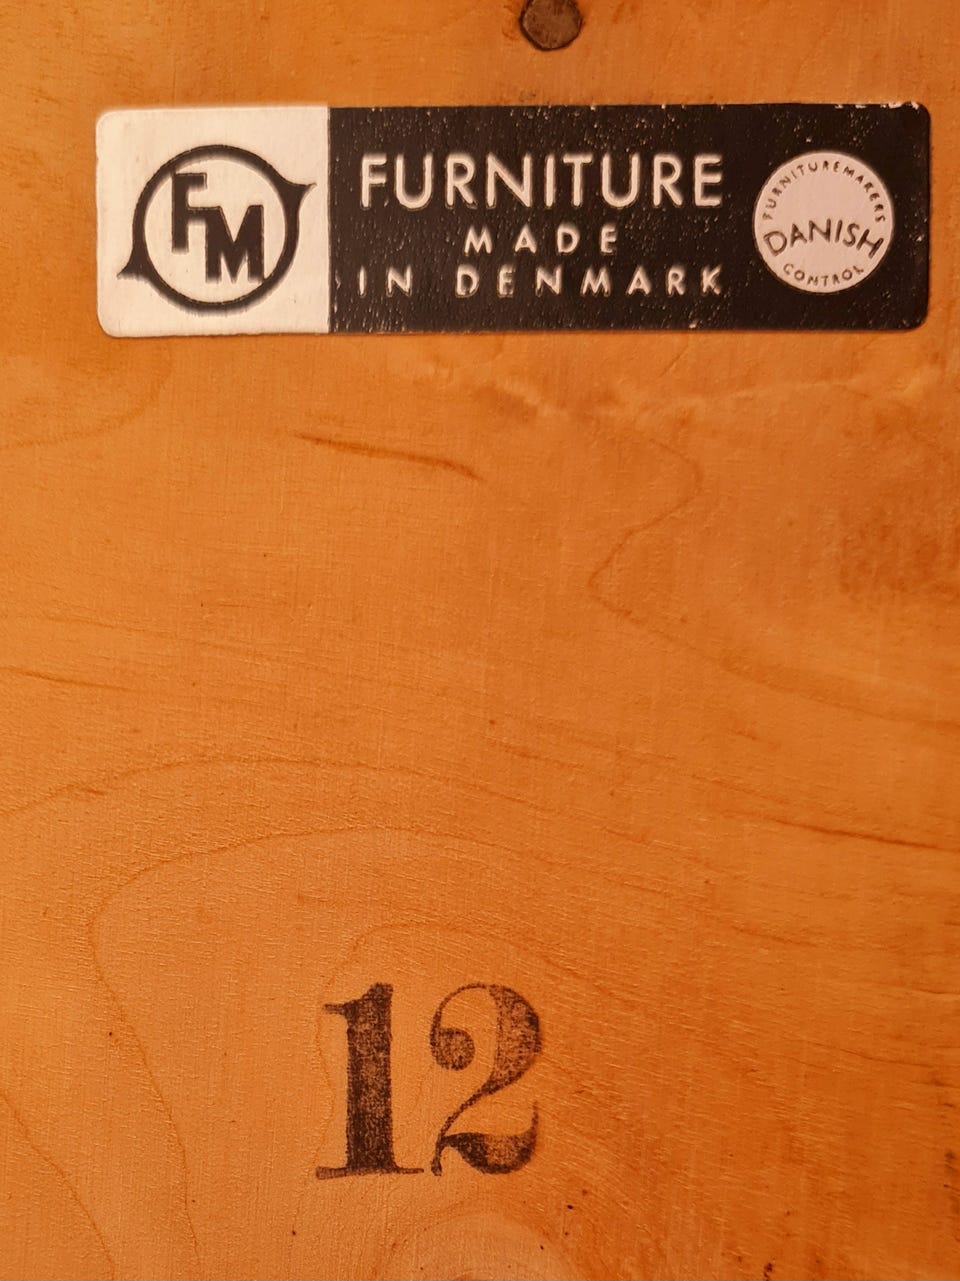 FM
FURNITURE
MADE
IN DENMARK
FURNITUREMAKERS
DANISH
CONTROL
12